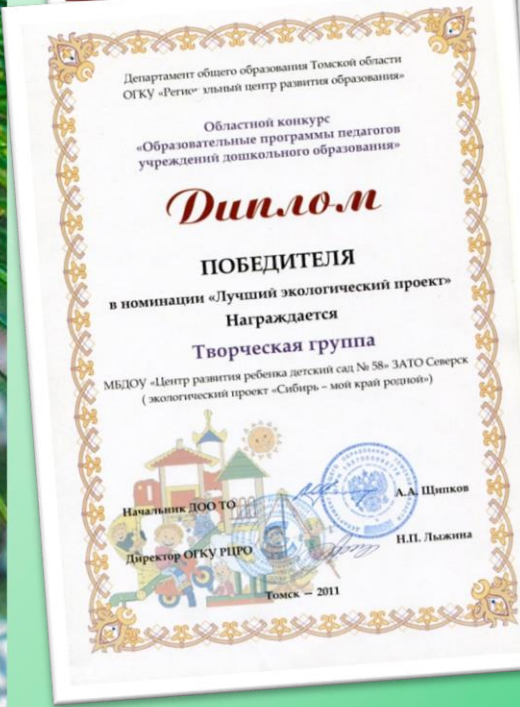 Департамент общего образования Томской области
ОГКУ «Регио зльный центр развития образования»
Областной конкурс
«Образовательные программы педагогов
учреждений дошкольного образования»
Диплом
ПОБЕДИТЕЛЯ
в номинации «Лучший экологический проект»
Награждается
Творческая группа
МБДОУ «Центр развития ребенка детский сад № 58» ЗАТО Северск
( экологический проект «Сибирь – мой край родной»)
Начальник ДОО ТО
А.А. Щипков
Директор ОГКУ РЦРО
Н.П. Лыжина
Томск — 2011